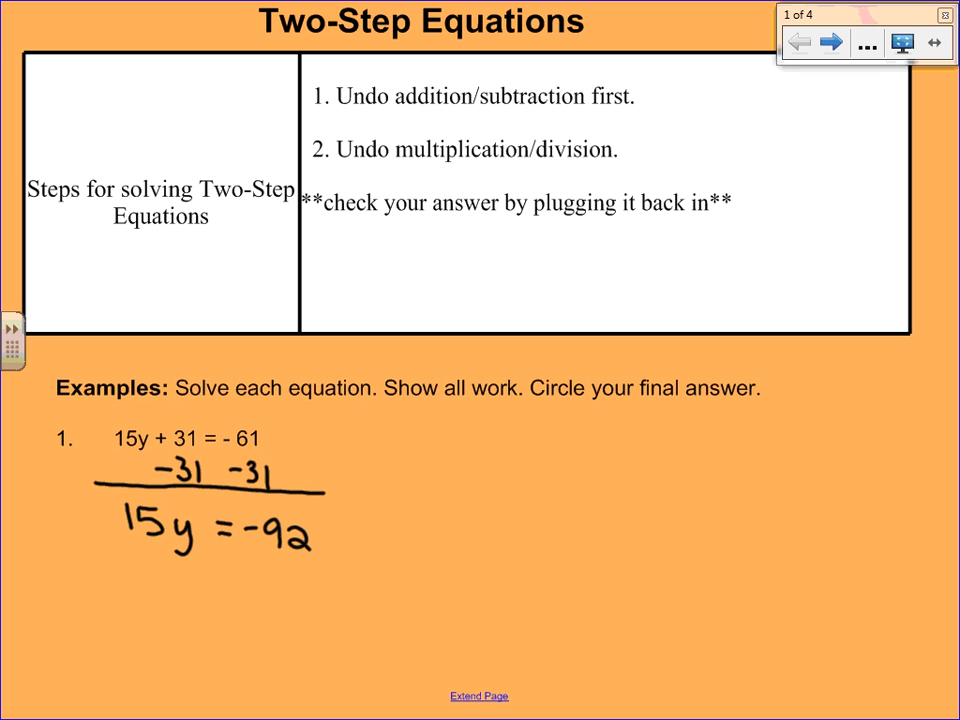 Two-Step Equations
1 of 4
...
1. Undo addition/subtraction first.
2. Undo multiplication/division.
Steps for solving Two-Step
Equations
**check your answer by plugging it back in**
Examples: Solve each equation. Show all work. Circle your final answer.
1. 15y + 31 = - 61
-31 -31
15y = -92
Extend Page